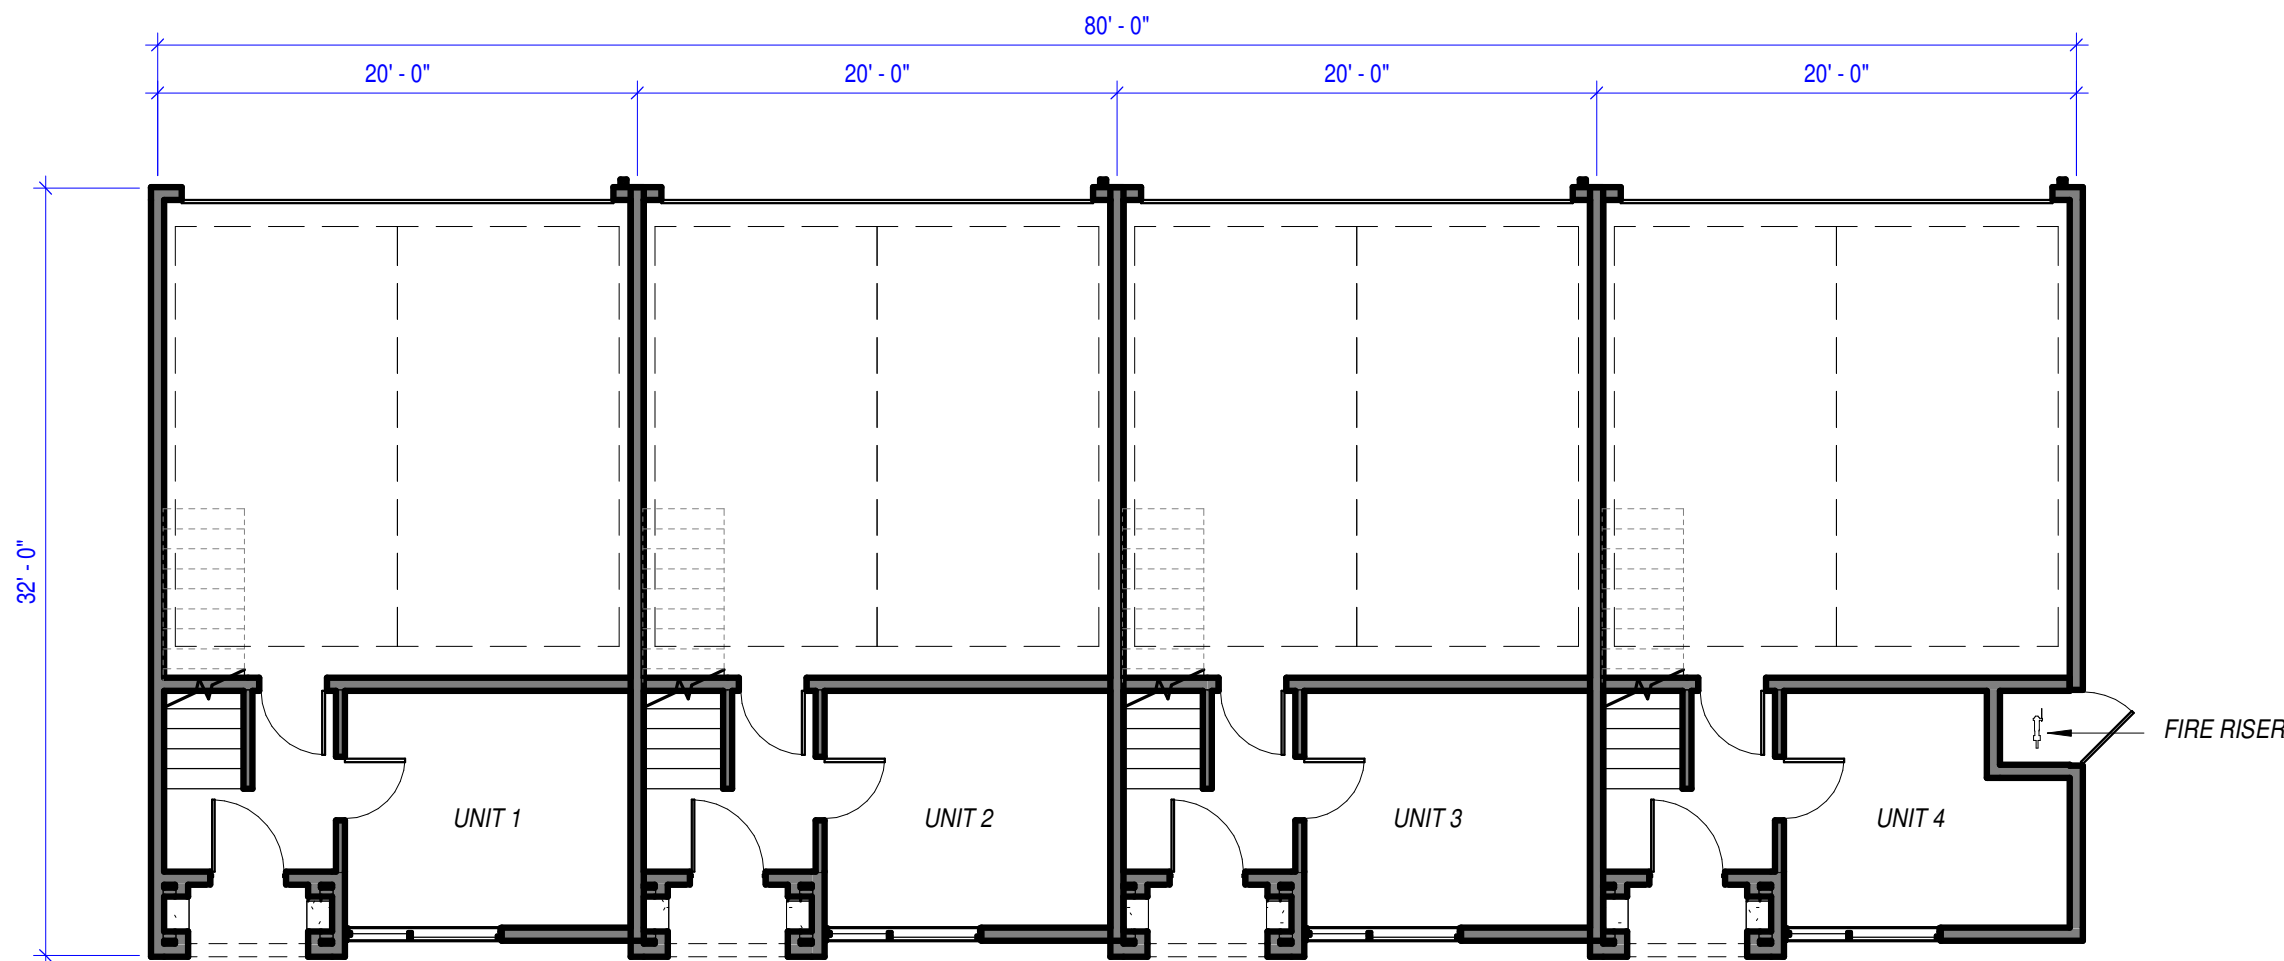 80' - 0"
20' - 0"
20' - 0"
20' - 0"
20' - 0"
32' - 0"
FIRE RISER
UNIT 1
UNIT 2
UNIT 3
UNIT 4